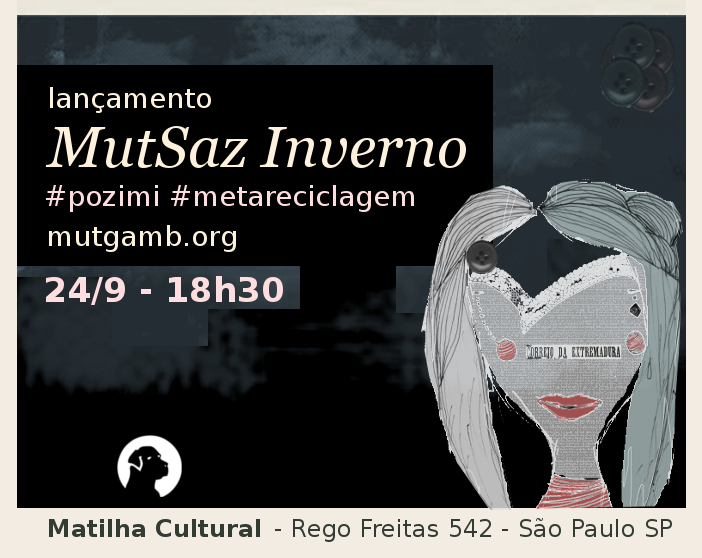 lançamento
MutSaz Inverno
#pozimi #metareciclagem
mutgamb.org
24/9 - 18h30
CORREIO DA EXTREMADURA
Matilha Cultural - Rego Freitas 542 - São Paulo SP